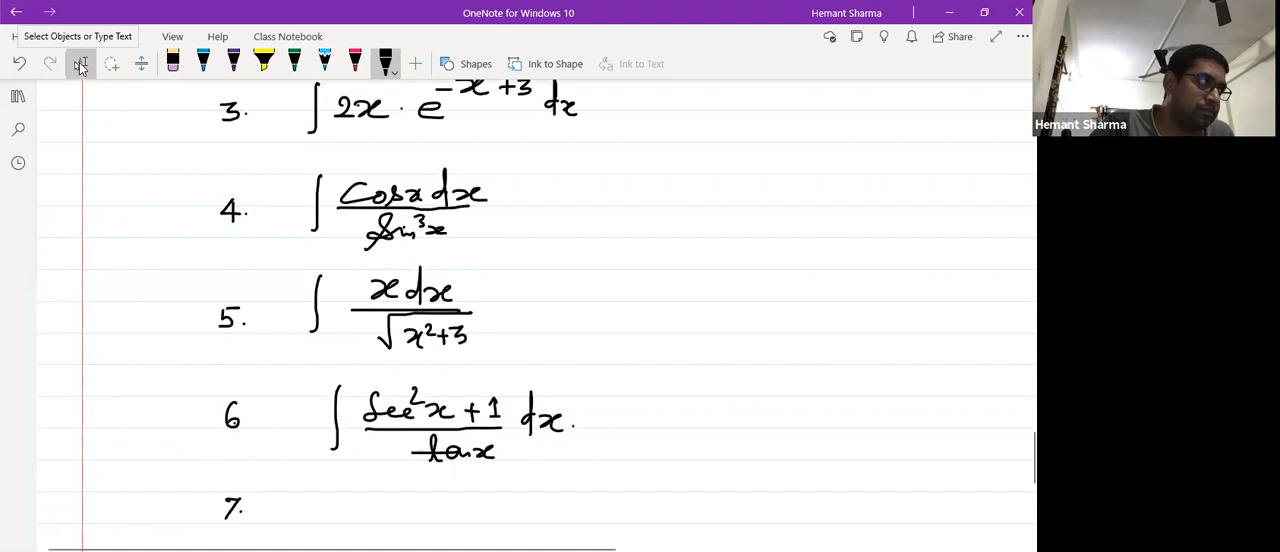 OneNote for Windows 10
Hemant Sharma
Select Objects or Type Text
View
Help
Class Notebook
Share
Shapes
Ink to Shape
Ink to Text
Hemant Sharma
3. ∫ 2x · e^{-x+3} dx
4. ∫ Cosx dx / Sin³x
5. ∫ x dx / √(x²+3)
6 ∫ Sec²x + 1 / tanx dx.
7.